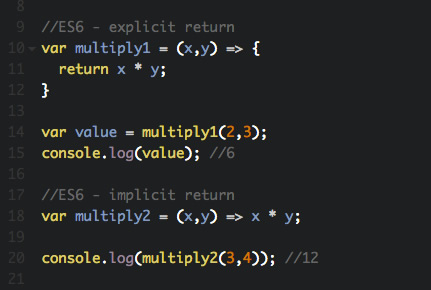 8
9 //ES6 - explicit return
10 var multiply1 = (x,y) => {
11   return x * y;
12 }
13
14 var value = multiply1(2,3);
15 console.log(value); //6
16
17 //ES6 - implicit return
18 var multiply2 = (x,y) => x * y;
19
20 console.log(multiply2(3,4)); //12
21